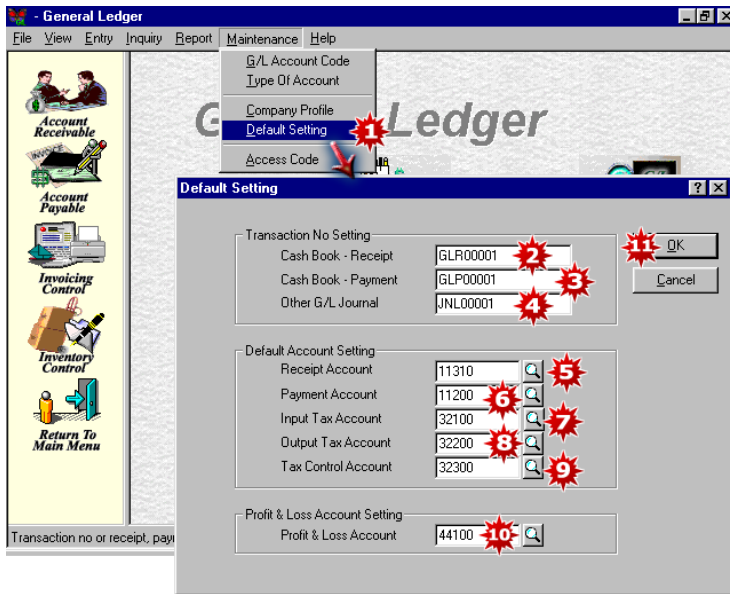 - General Ledger
File View Entry Inquiry Report Maintenance Help
G/L Account Code
Type Of Account
Company Profile
Default Setting
1
Access Code
Ledger
Account
Receivable
INVOICE
Account
Payable
Invoicing
Control
Inventory
Control
Return To
Main Menu
Transaction no or receipt,
Default Setting
Transaction No Setting
Cash Book - Receipt GLR00001 2
Cash Book - Payment GLP00001 3
Other G/L Journal JNL00001 4
11 OK
Cancel
Default Account Setting
Receipt Account 11310 5
Payment Account 11200 6
Input Tax Account 32100 7
Output Tax Account 32200 8
Tax Control Account 32300 9
Profit & Loss Account Setting
Profit & Loss Account 44100 10